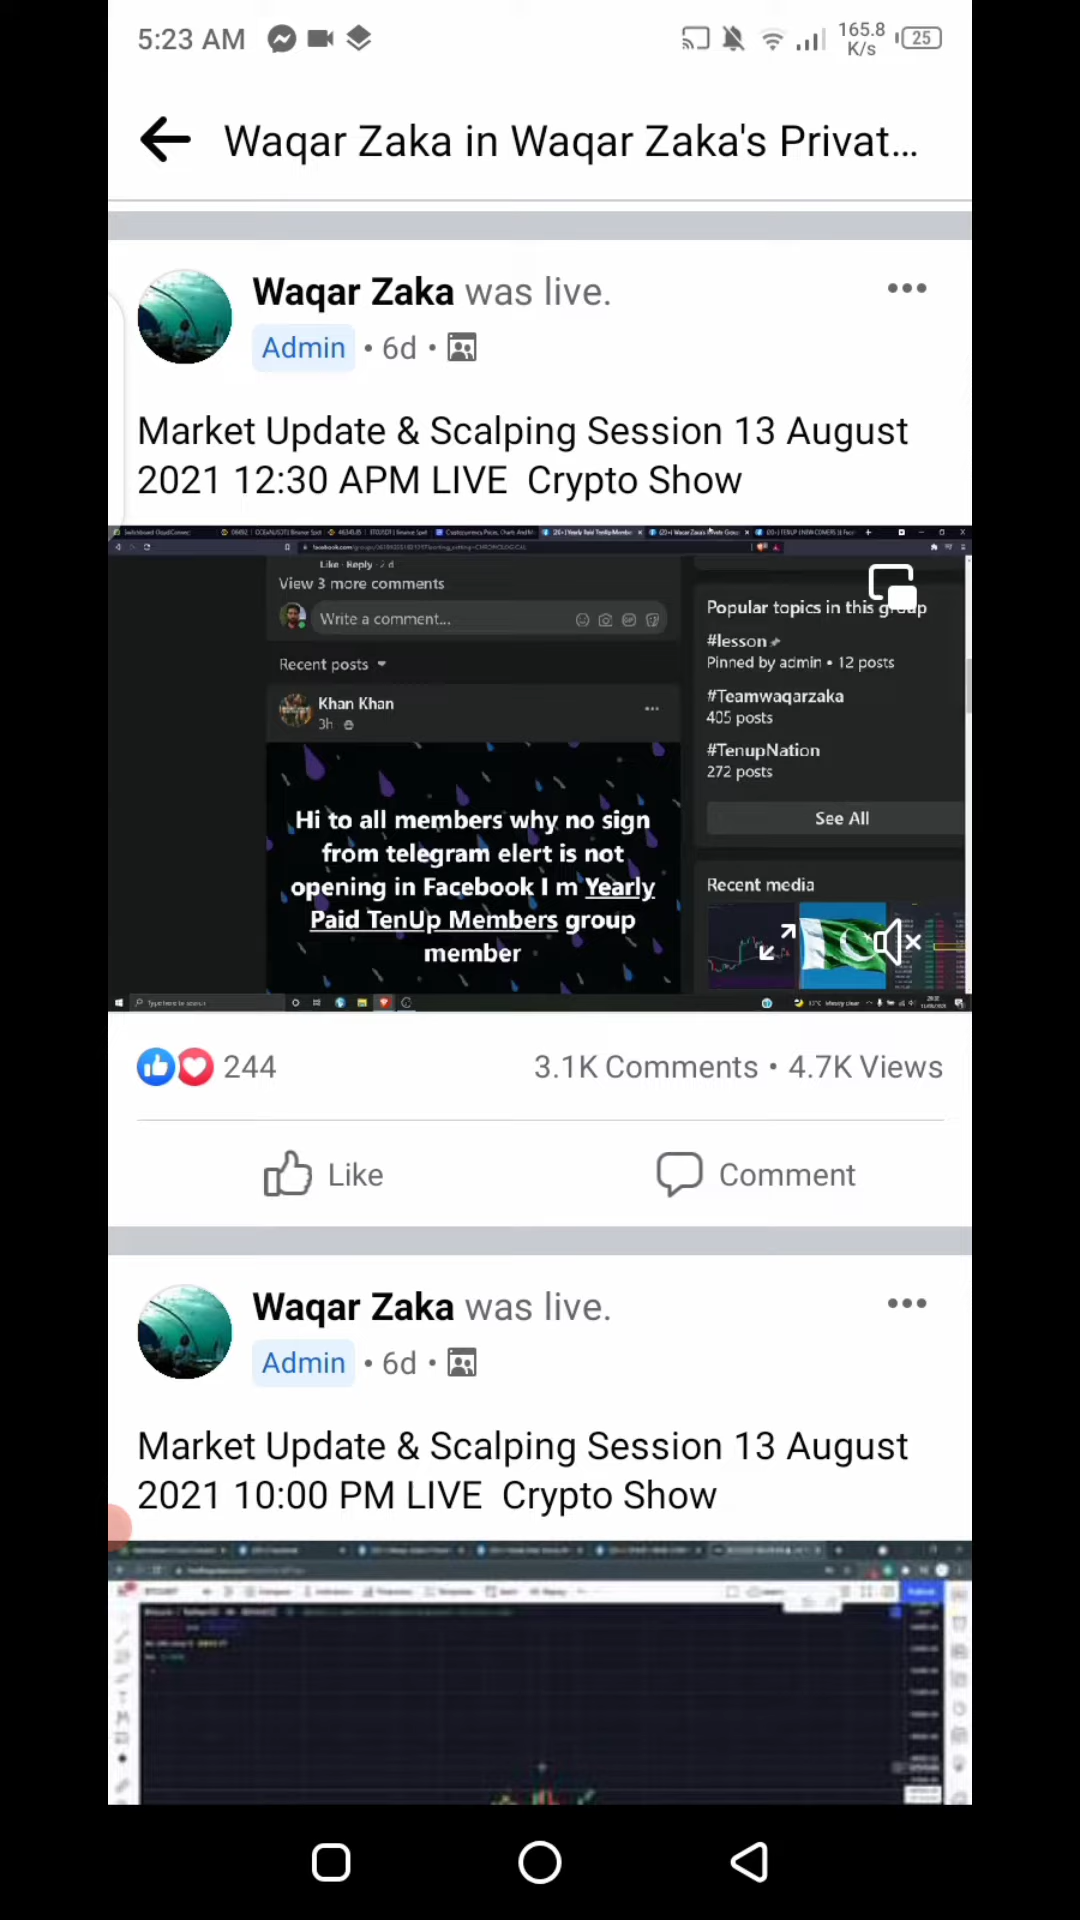 5:23 AM
165.8
K/s
25
Waqar Zaka in Waqar Zaka's Privat...
Waqar Zaka was live.
Admin • 6d •
Market Update & Scalping Session 13 August
2021 12:30 APM LIVE  Crypto Show
Like · Reply ·
View 3 more comments
Write a comment...
Recent posts
Khan Khan
3h
Hi to all members why no sign
from telegram elert is not
opening in Facebook I m Yearly
Paid TenUp Members group
member
Popular topics in this group
#lesson
Pinned by admin • 12 posts
#Teamwaqarzaka
405 posts
#TenupNation
272 posts
See All
Recent media
Type here to search
244
3.1K Comments • 4.7K Views
Like
Comment
Waqar Zaka was live.
Admin • 6d •
Market Update & Scalping Session 13 August
2021 10:00 PM LIVE  Crypto Show